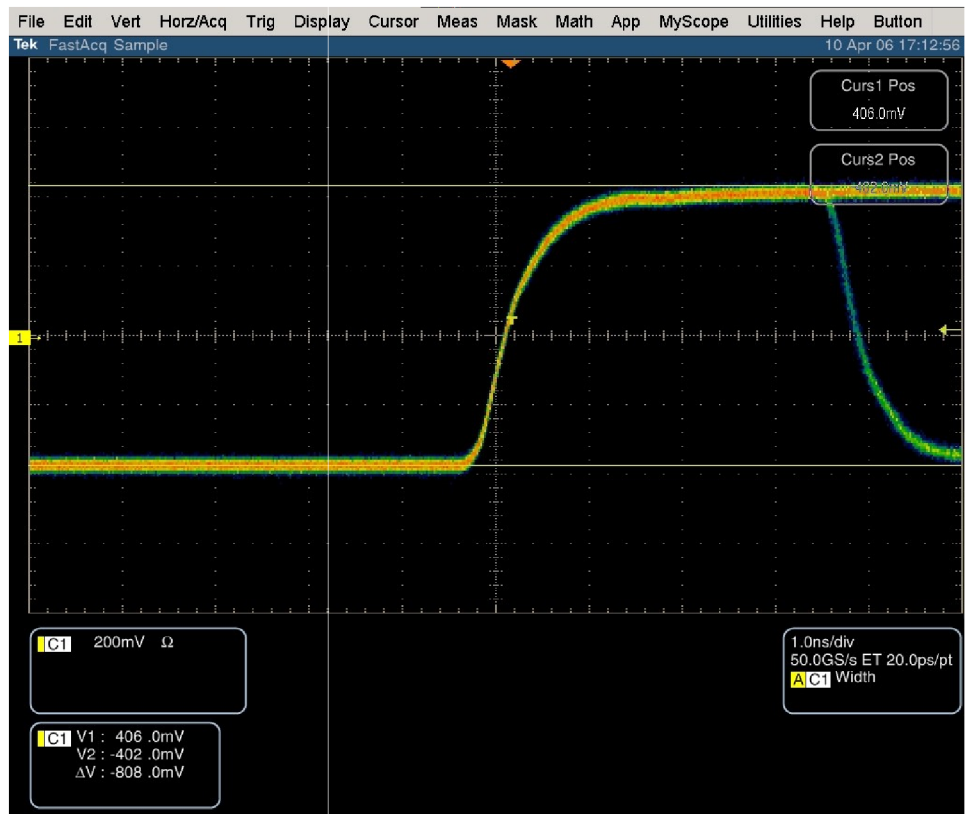 File Edit Vert Horz/Acq Trig Display Cursor Meas Mask Math App MyScope Utilities Help Button
Tek FastAcq Sample 10 Apr 06 17:12:56
Curs1 Pos
406.0mV
Curs2 Pos
-402.0mV
1
C1 200mV Ω
1.0ns/div
50.0GS/s ET 20.0ps/pt
A C1 Width
C1 V1 : 406 .0mV
V2 : -402 .0mV
ΔV : -808 .0mV